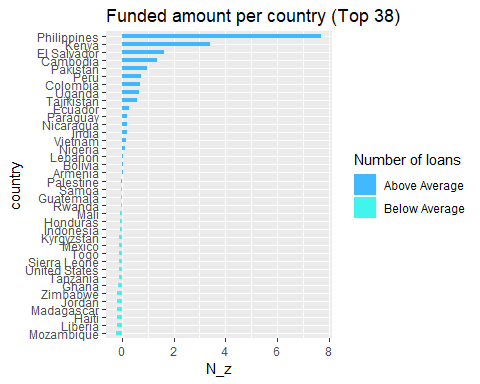 Funded amount per country (Top 38)
Philippines
Kenya
El Salvador
Cambodia
Pakistan
Peru
Colombia
Uganda
Tajikistan
Ecuador
Paraguay
Nicaragua
India
Vietnam
Nigeria
Lebanon
Bolivia
Armenia
Palestine
Samoa
Guatemala
Rwanda
Mali
Honduras
Indonesia
Kyrgyzstan
Mexico
Togo
Sierra Leone
United States
Tanzania
Ghana
Zimbabwe
Jordan
Madagascar
Haiti
Liberia
Mozambique
country
0 2 4 6 8
N_z
Number of loans
Above Average
Below Average